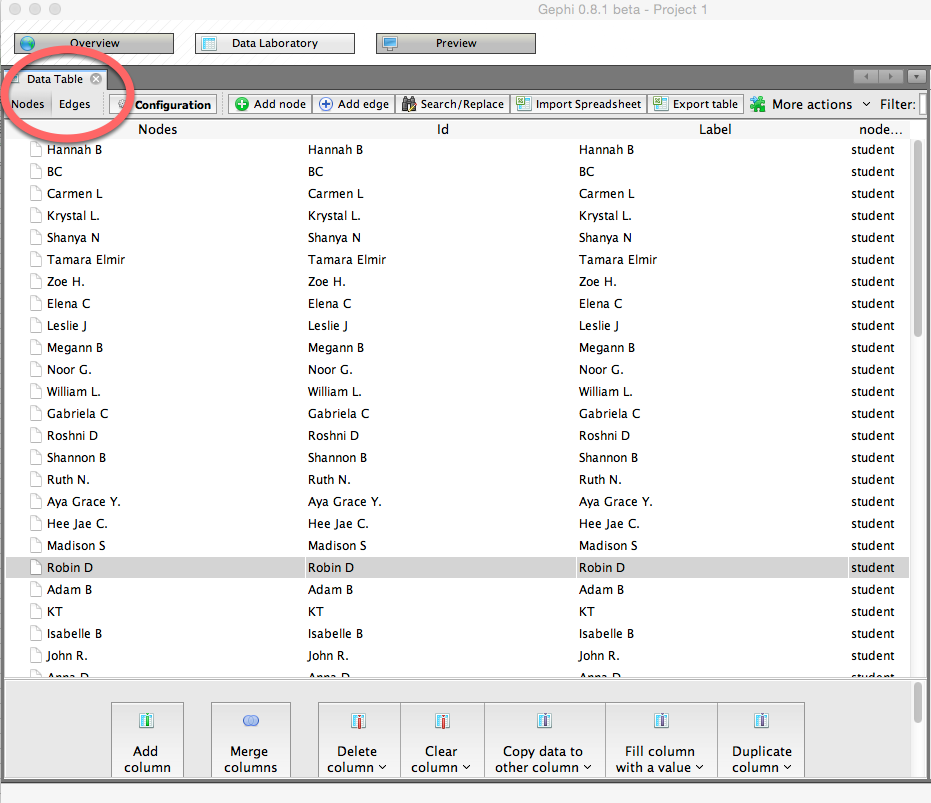 Gephi 0.8.1 beta - Project 1
Overview Data Laboratory Preview
Data Table
Nodes Edges Configuration Add node Add edge Search/Replace Import Spreadsheet Export table More actions Filter:
Nodes Id Label node...
Hannah B Hannah B Hannah B student
BC BC BC student
Carmen L Carmen L Carmen L student
Krystal L. Krystal L. Krystal L. student
Shanya N Shanya N Shanya N student
Tamara Elmir Tamara Elmir Tamara Elmir student
Zoe H. Zoe H. Zoe H. student
Elena C Elena C Elena C student
Leslie J Leslie J Leslie J student
Megann B Megann B Megann B student
Noor G. Noor G. Noor G. student
William L. William L. William L. student
Gabriela C Gabriela C Gabriela C student
Roshni D Roshni D Roshni D student
Shannon B Shannon B Shannon B student
Ruth N. Ruth N. Ruth N. student
Aya Grace Y. Aya Grace Y. Aya Grace Y. student
Hee Jae C. Hee Jae C. Hee Jae C. student
Madison S Madison S Madison S student
Robin D Robin D Robin D student
Adam B Adam B Adam B student
KT KT KT student
Isabelle B Isabelle B Isabelle B student
John R. John R. John R. student
Anna D Anna D Anna D student
Add column
Merge columns
Delete column
Clear column
Copy data to other column
Fill column with a value
Duplicate column